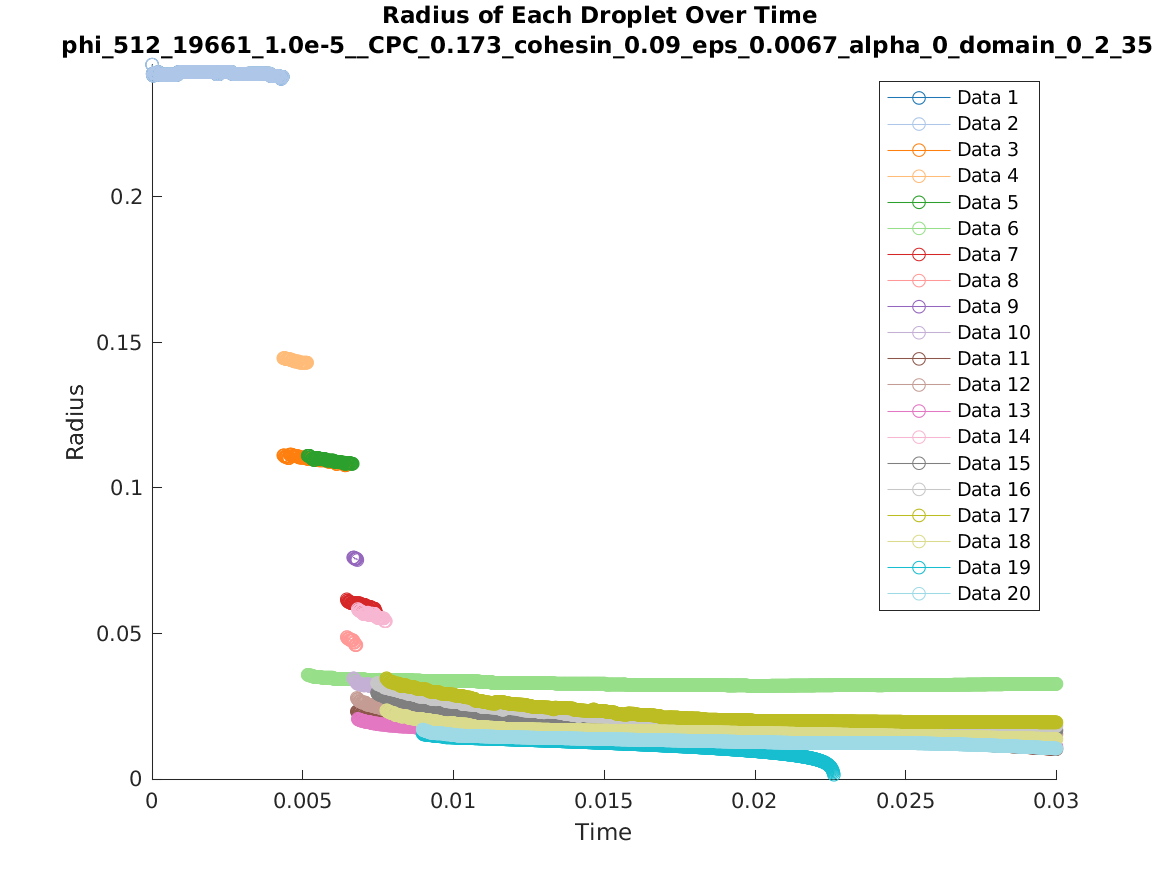 Radius of Each Droplet Over Time
phi_512_19661_1.0e-5__CPC_0.173_cohesin_0.09_eps_0.0067_alpha_0_domain_0_2_35
Radius
0.2
0.15
0.1
0.05
0
0
0.005
0.01
0.015
0.02
0.025
0.03
Time
Data 1
Data 2
Data 3
Data 4
Data 5
Data 6
Data 7
Data 8
Data 9
Data 10
Data 11
Data 12
Data 13
Data 14
Data 15
Data 16
Data 17
Data 18
Data 19
Data 20